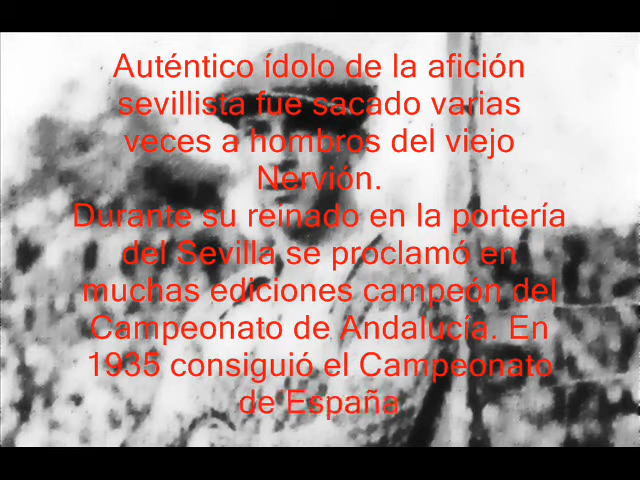 Auténtico ídolo de la afición
sevillista fue sacado varias
veces a hombros del viejo
Nervión.
Durante su reinado en la portería
del Sevilla se proclamó en
muchas ediciones campeón del
Campeonato de Andalucía. En
1935 consiguió el Campeonato
de España